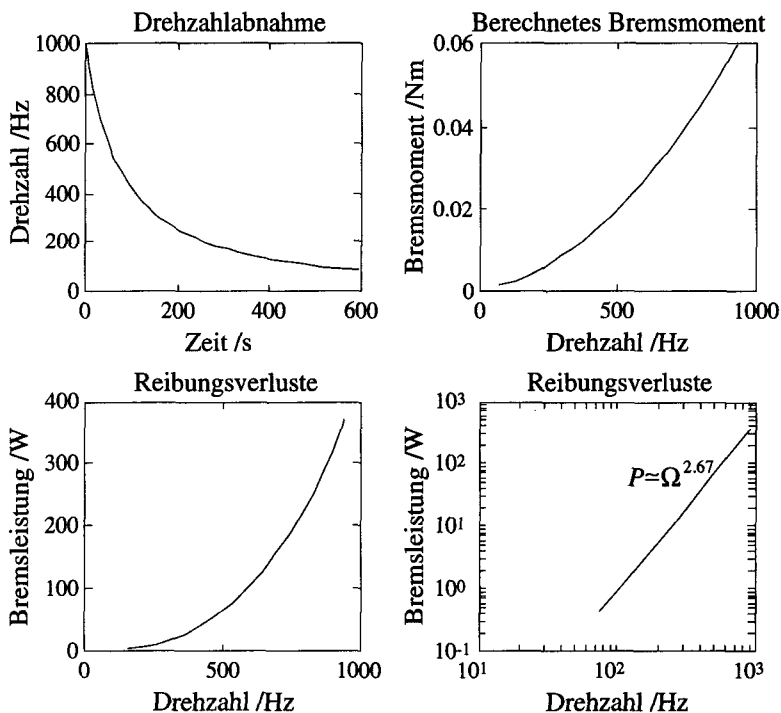 Drehzahlabnahme
1000
800
600
400
200
0
Drehzahl /Hz
0 200 400 600
Zeit /s
Berechnetes Bremsmoment
0.06
0.04
0.02
0
Bremsmoment /Nm
0 500 1000
Drehzahl /Hz
Reibungsverluste
400
300
200
100
0
Bremsleistung /W
0 500 1000
Drehzahl /Hz
Reibungsverluste
10³
10²
10¹
10⁰
10⁻¹
Bremsleistung /W
P≃Ω^2.67
10¹ 10² 10³
Drehzahl /Hz